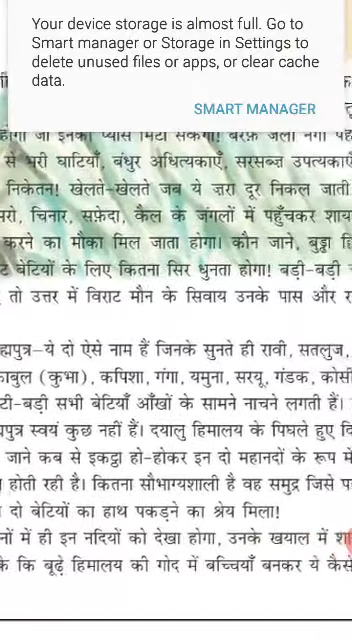 Your device storage is almost full. Go to
Smart manager or Storage in Settings to
delete unused files or apps, or clear cache
data.
SMART MANAGER
होगा जो इनकी प्यास मिटा सकेगा! बरफ़ जली नंगी पह
से भरी घाटियाँ, बंधुर अधित्यकाएँ, सरसब्ज़ उपत्यकाएँ
निकेतन! खेलते-खेलते जब ये ज़रा दूर निकल जाती
सरो, चिनार, सफ़ेदा, कैल के जंगलों में पहुँचकर शाय
करने का मौका मिल जाता होगा। कौन जाने, बुड्ढा हि
ट बेटियों के लिए कितना सिर धुनता होगा! बड़ी-बड़ी
तो उत्तर में विराट मौन के सिवाय उनके पास और र
ह्मपुत्र–ये दो ऐसे नाम हैं जिनके सुनते ही रावी, सतलुज,
काबुल (कुभा), कपिशा, गंगा, यमुना, सरयू, गंडक, कोसी
टी-बड़ी सभी बेटियाँ आँखों के सामने नाचने लगती हैं।
पुत्र स्वयं कुछ नहीं हैं। दयालु हिमालय के पिघले हुए दि
जाने कब से इकट्ठा हो-होकर इन दो महानदों के रूप में
होती रही है। कितना सौभाग्यशाली है वह समुद्र जिसे प
दो बेटियों का हाथ पकड़ने का श्रेय मिला!
नों में ही इन नदियों को देखा होगा, उनके खयाल में शा
के कि बूढ़े हिमालय की गोद में बच्चियाँ बनकर ये कैसे